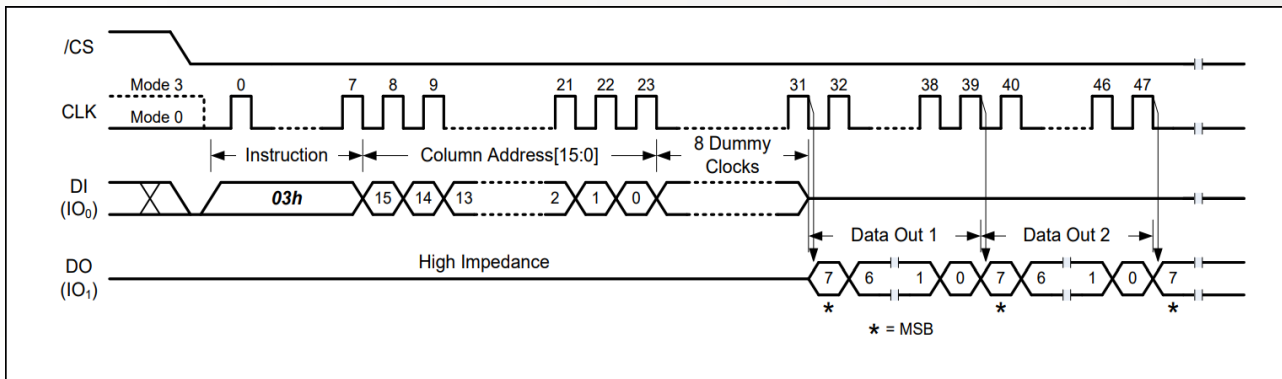 /CS
Mode 3 0 7 8 9 21 22 23 31 32 38 39 40 46 47
CLK
Mode 0
Instruction Column Address[15:0] 8 Dummy
Clocks
DI
(IO₀)
03h 15 14 13 2 1 0
Data Out 1 Data Out 2
High Impedance
DO
(IO₁)
7 6 1 0 7 6 1 0 7
* * *
* = MSB